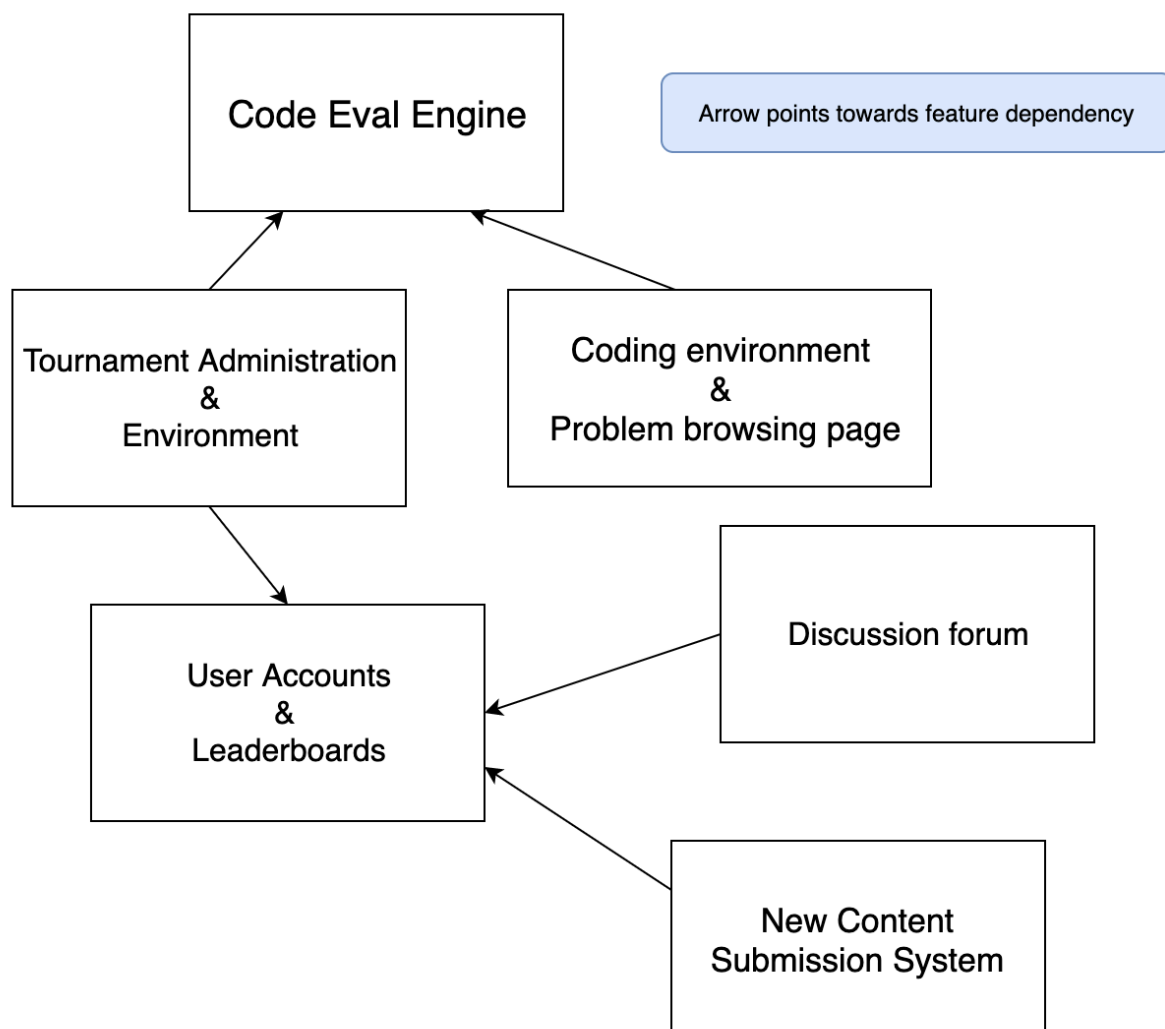 Code Eval Engine
Arrow points towards feature dependency
Tournament Administration
&
Environment
Coding environment
&
Problem browsing page
User Accounts
&
Leaderboards
Discussion forum
New Content
Submission System